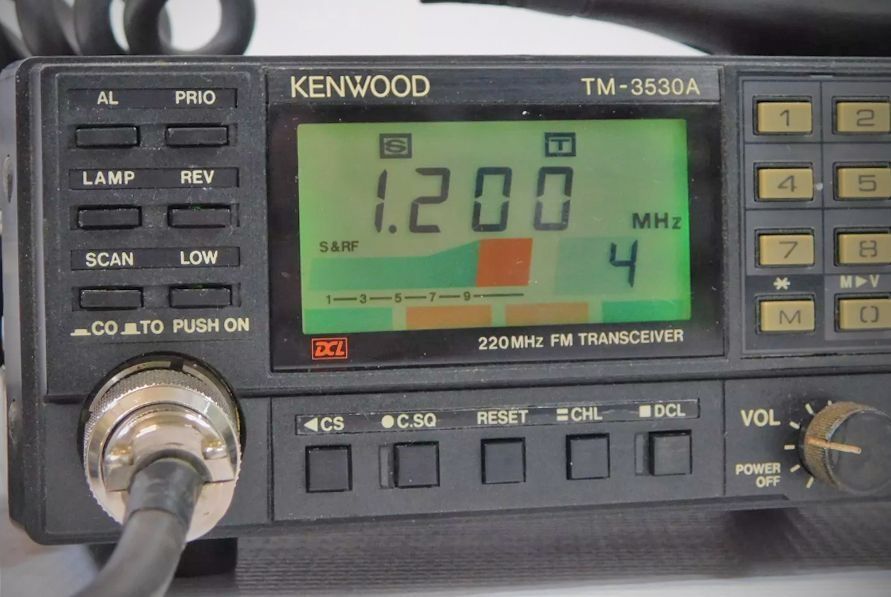 KENWOOD TM-3530A
AL PRIO
LAMP REV
SCAN LOW
CO TO PUSH ON
S T
1.200 MHz
S&RF 4
1—3—5—7—9
DCL 220MHz FM TRANSCEIVER
1 2
4 5
7 8
* M►V
M 0
◄CS ●C.SQ RESET =CHL ■DCL
VOL
POWER
OFF